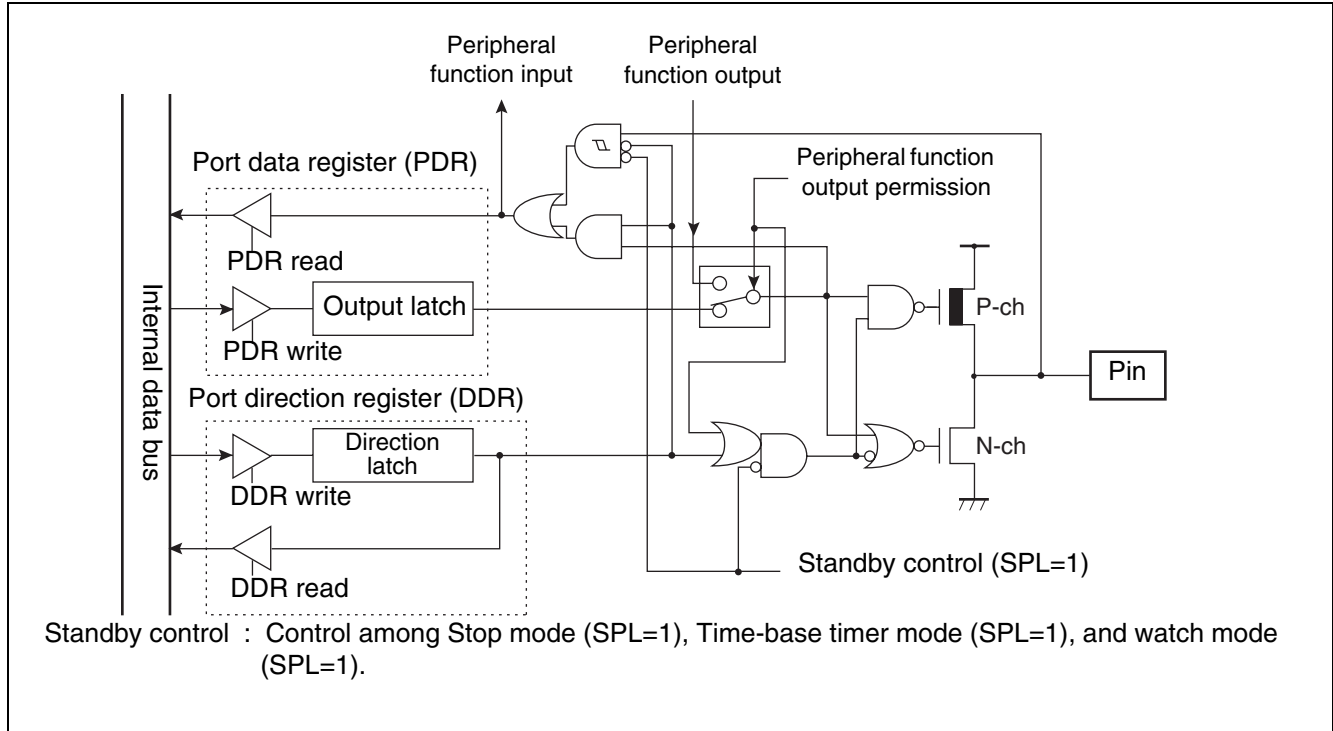 Peripheral
function input
Peripheral
function output
Port data register (PDR)
Peripheral function
output permission
PDR read
Output latch
PDR write
P-ch
Internal data bus
Pin
Port direction register (DDR)
Direction
latch
N-ch
DDR write
Standby control (SPL=1)
DDR read
Standby control : Control among Stop mode (SPL=1), Time-base timer mode (SPL=1), and watch mode
(SPL=1).